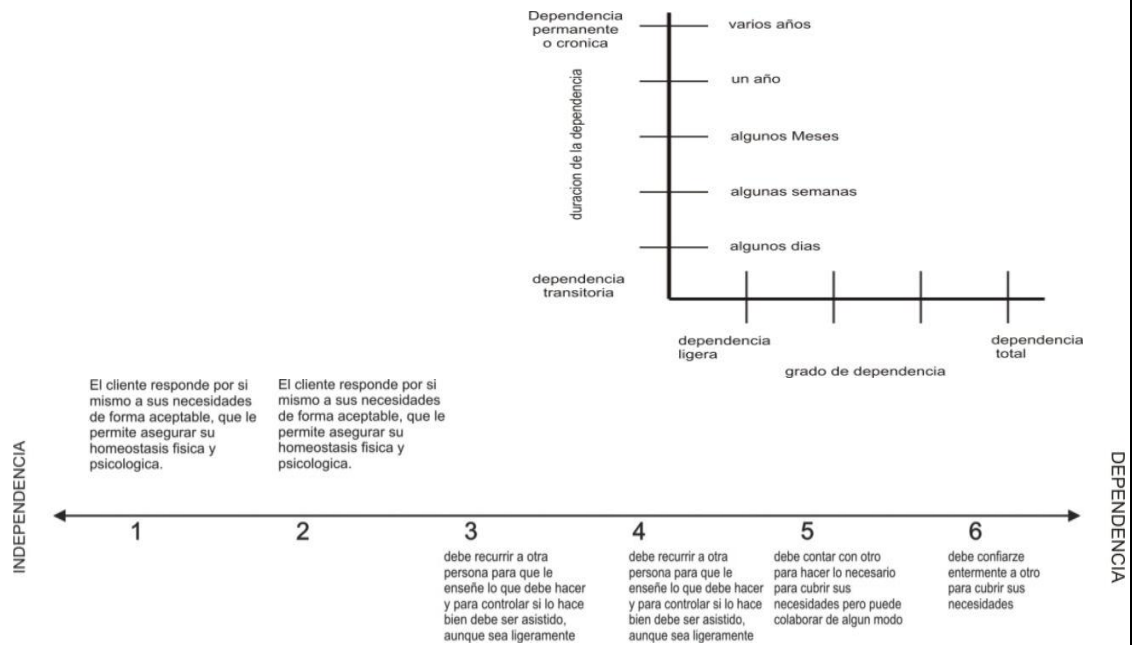 Dependencia
permanente
o cronica
varios años
un año
duracion de la dependencia
algunos Meses
algunas semanas
algunos dias
dependencia
transitoria
dependencia
ligera
dependencia
total
grado de dependencia
El cliente responde por si
mismo a sus necesidades
de forma aceptable, que le
permite asegurar su
homeostasis fisica y
psicologica.
El cliente responde por si
mismo a sus necesidades
de forma aceptable, que le
permite asegurar su
homeostasis fisica y
psicologica.
INDEPENDENCIA
DEPENDENCIA
1
2
3
4
5
6
debe recurrir a otra
persona para que le
enseñe lo que debe hacer
y para controlar si lo hace
bien debe ser asistido,
aunque sea ligeramente
debe recurrir a otra
persona para que le
enseñe lo que debe hacer
y para controlar si lo hace
bien debe ser asistido,
aunque sea ligeramente
debe contar con otro
para hacer lo necesario
para cubrir sus
necesidades pero puede
colaborar de algun modo
debe confiarze
entermente a otro
para cubrir sus
necesidades